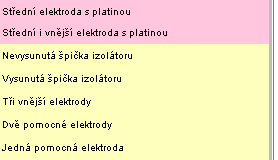 Střední elektroda s platinou
Střední i vnější elektroda s platinou
Nevysunutá špička izolátoru
Vysunutá špička izolátoru
Tři vnější elektrody
Dvě pomocné elektrody
Jedná pomocná elektroda